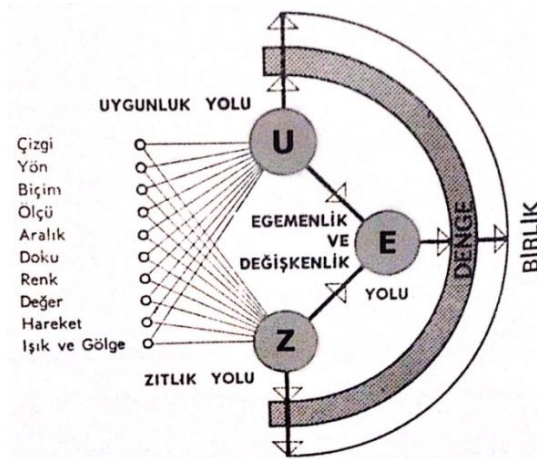 UYGUNLUK YOLU
U
Çizgi
Yön
Biçim
Ölçü
Aralık
Doku
Renk
Değer
Hareket
Işık ve Gölge
EGEMENLİK
VE
DEĞİŞKENLİK
YOLU
E
DENGE
BİRLİK
Z
ZITLIK YOLU